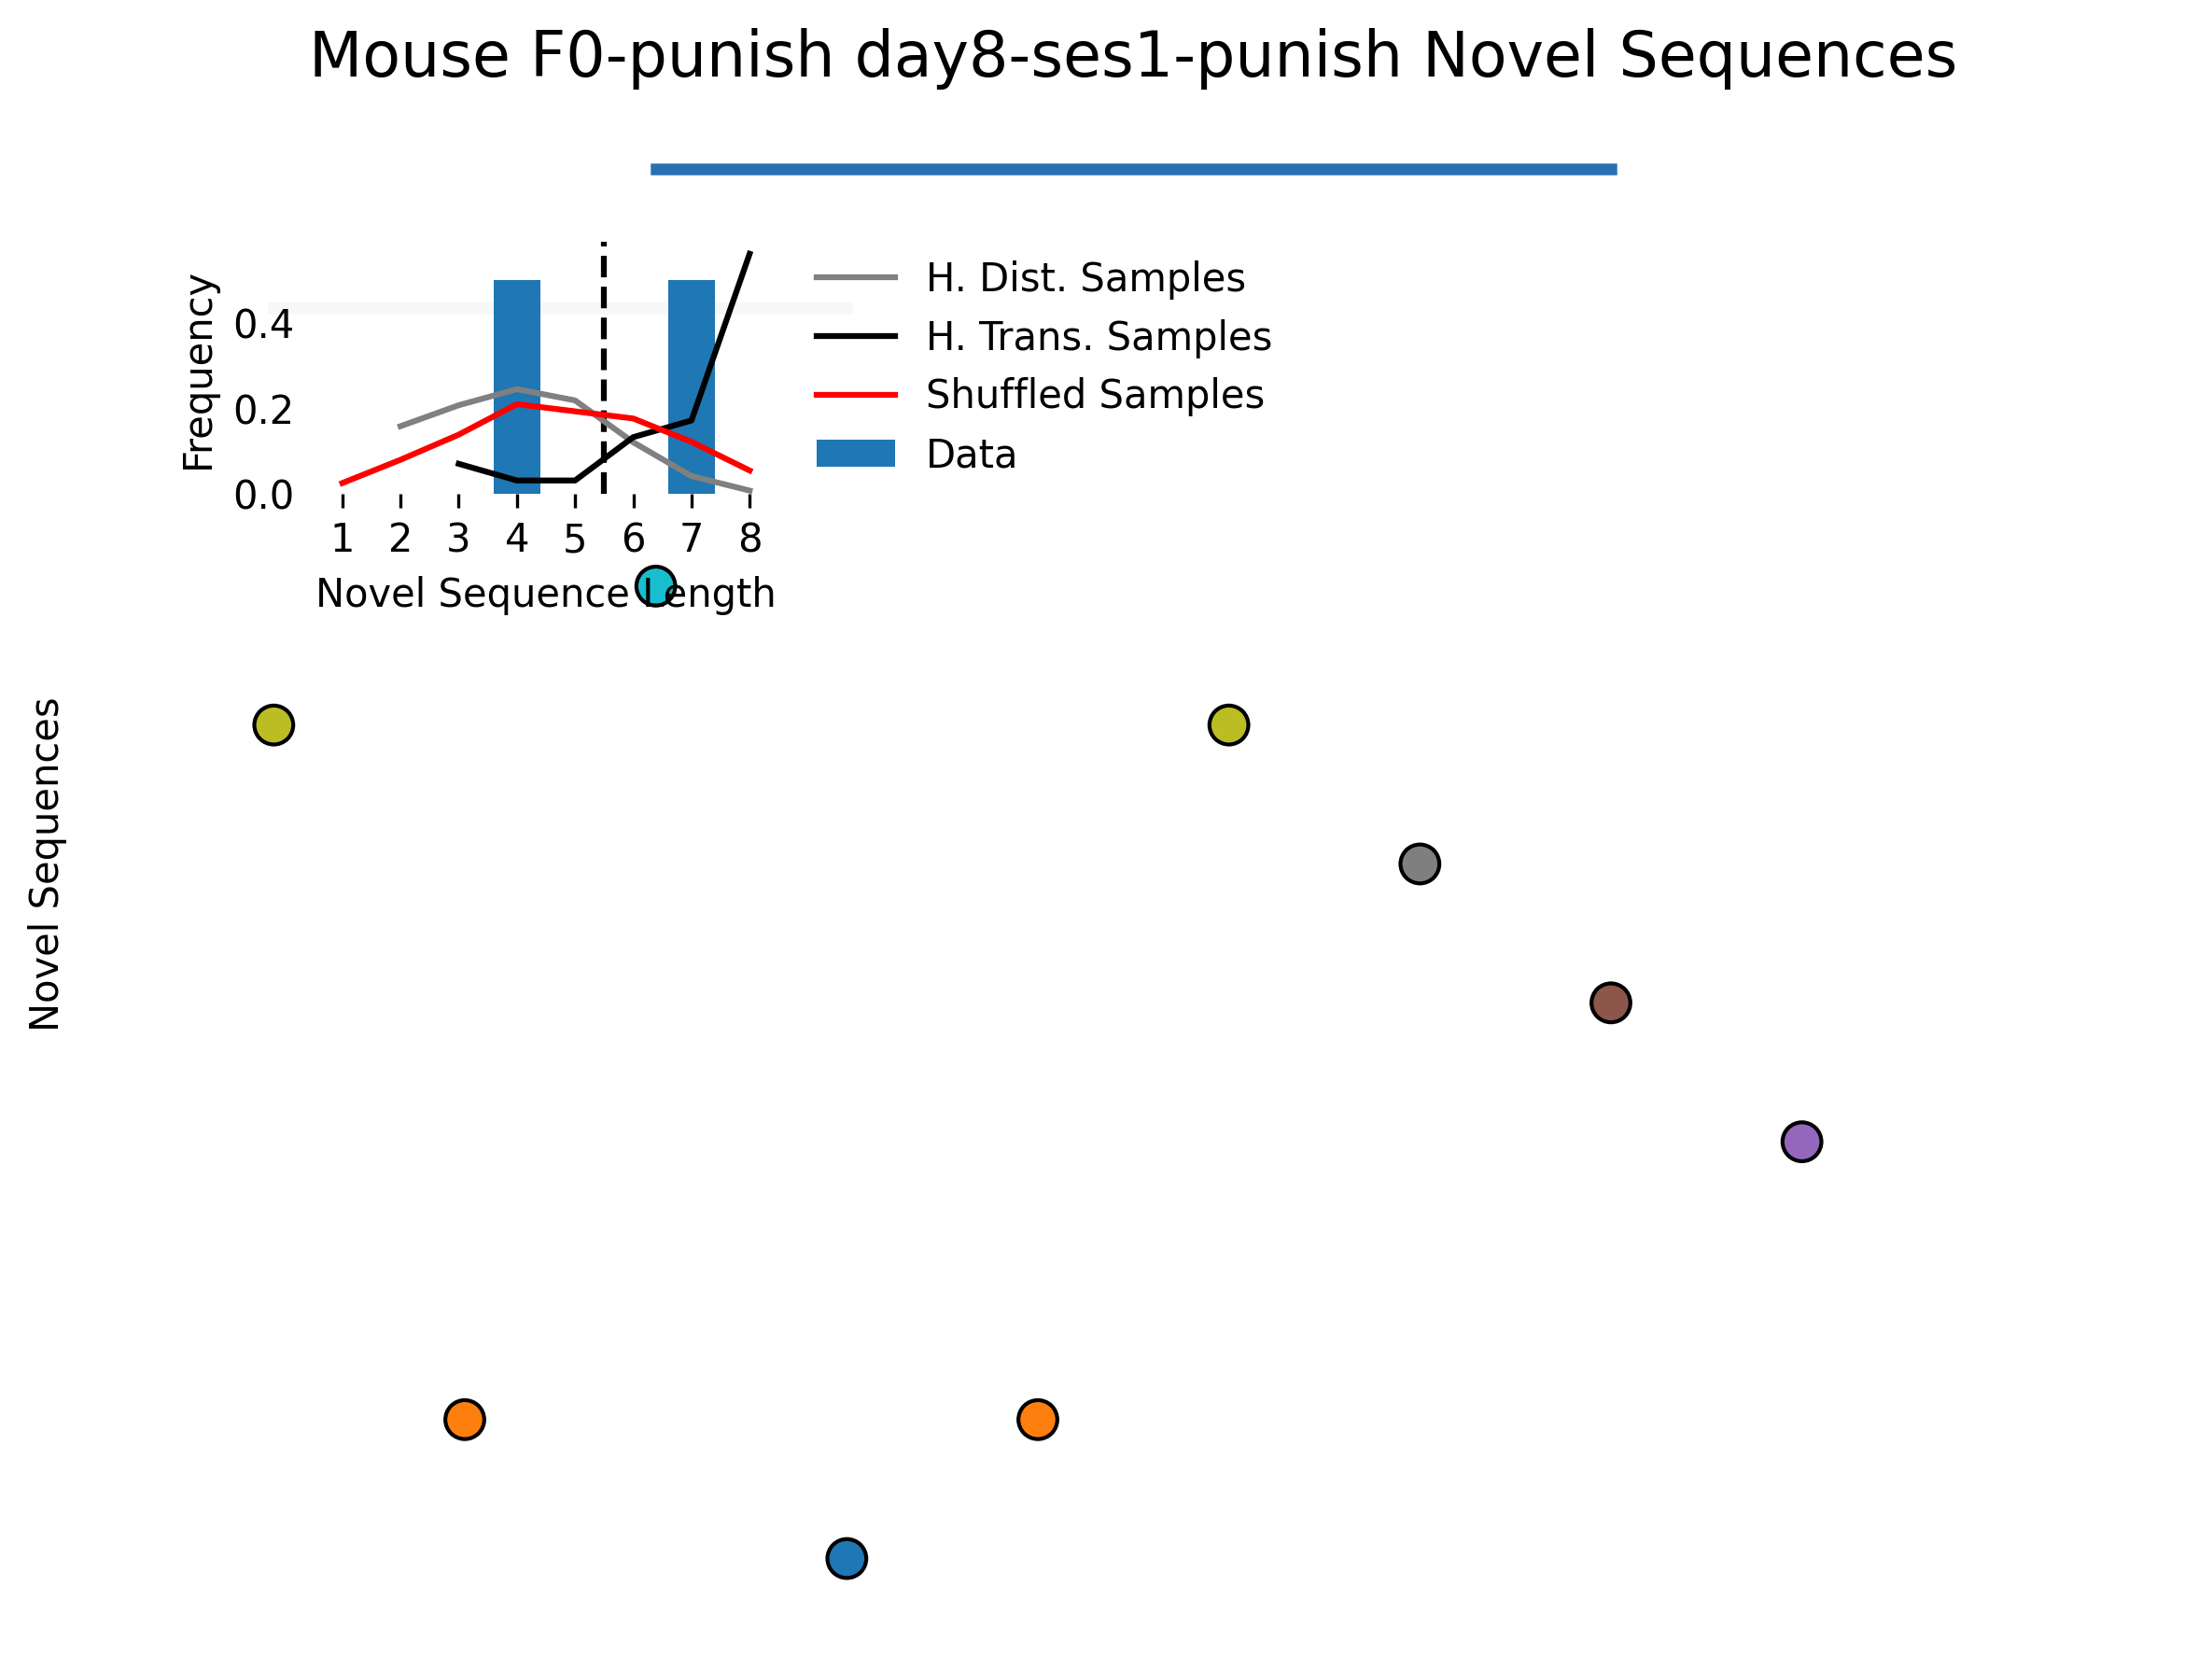 Mouse F0-punish day8-ses1-punish Novel Sequences
Frequency
0.4
0.2
0.0
1 2 3 4 5 6 7 8
Novel Sequence Length
H. Dist. Samples
H. Trans. Samples
Shuffled Samples
Data
Novel Sequences